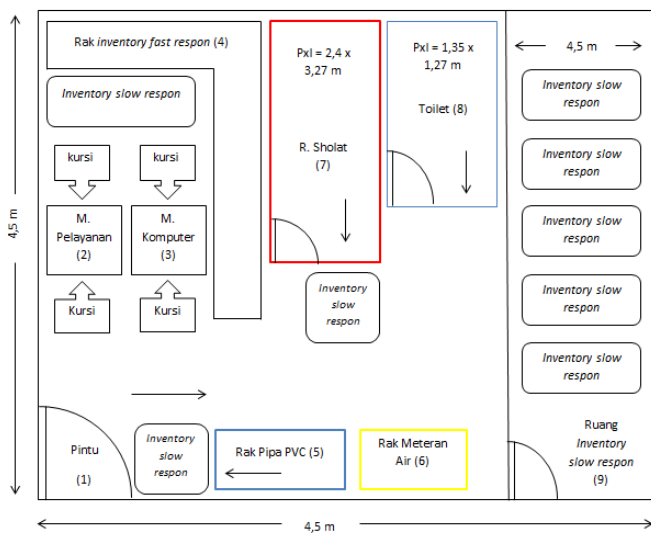 Rak inventory fast respon (4)
Inventory slow respon
kursi
kursi
M.
Pelayanan
(2)
M.
Komputer
(3)
Kursi
Kursi
4,5 m
Pxl = 2,4 x
3,27 m
R. Sholat
(7)
Pxl = 1,35 x
1,27 m
Toilet (8)
4,5 m
Inventory slow
respon
Inventory slow
respon
Inventory slow
respon
Inventory slow
respon
Inventory slow
respon
Inventory
slow
respon
Pintu
(1)
Inventory
slow
respon
Rak Pipa PVC (5)
Rak Meteran
Air (6)
Ruang
Inventory
slow respon
(9)
4,5 m